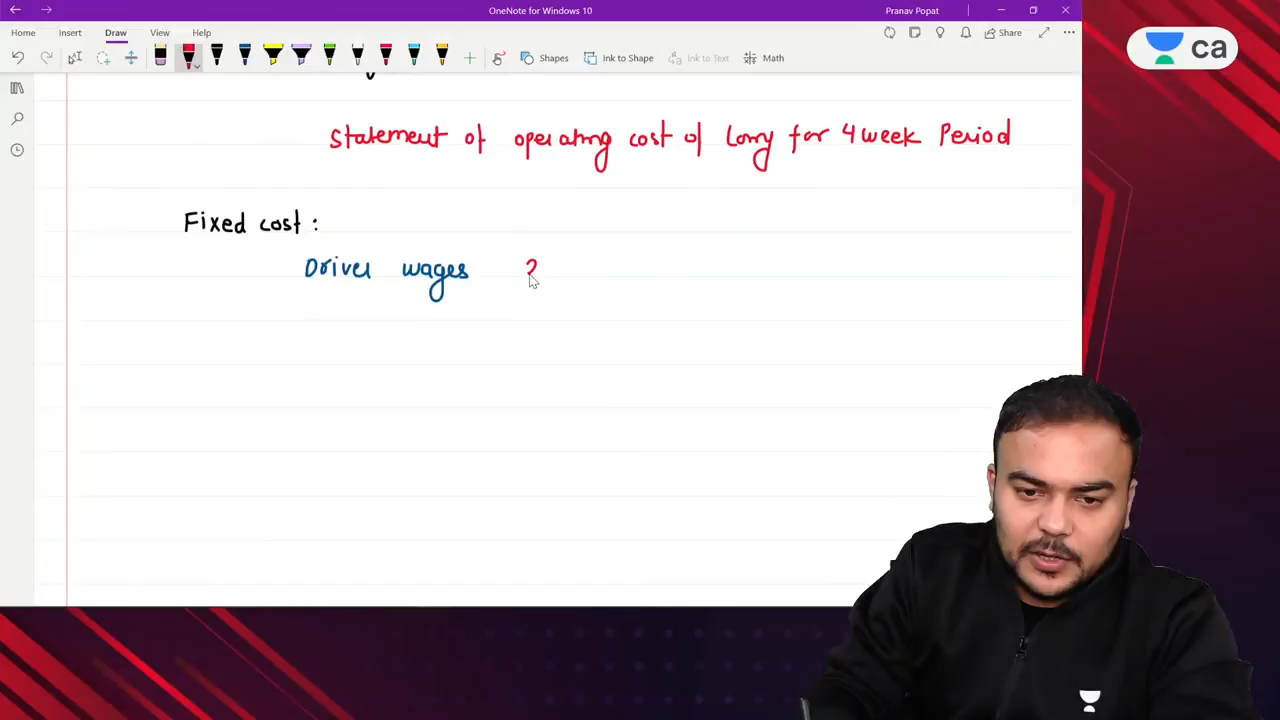 OneNote for Windows 10
Pranav Popat
Home Insert Draw View Help
Share
Shapes Ink to Shape Ink to Text Math
ca
Statement of operating cost of Lorry for 4 week Period
Fixed cost :
Driver wages 2